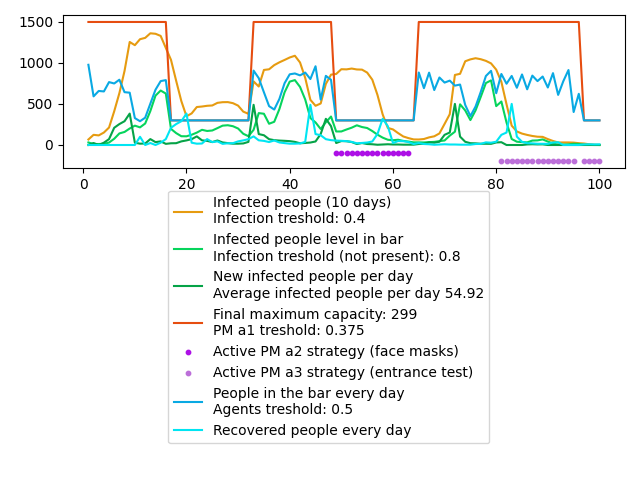 1500
1000
500
0
0 20 40 60 80 100
Infected people (10 days)
Infection treshold: 0.4
Infected people level in bar
Infection treshold (not present): 0.8
New infected people per day
Average infected people per day 54.92
Final maximum capacity: 299
PM a1 treshold: 0.375
Active PM a2 strategy (face masks)
Active PM a3 strategy (entrance test)
People in the bar every day
Agents treshold: 0.5
Recovered people every day